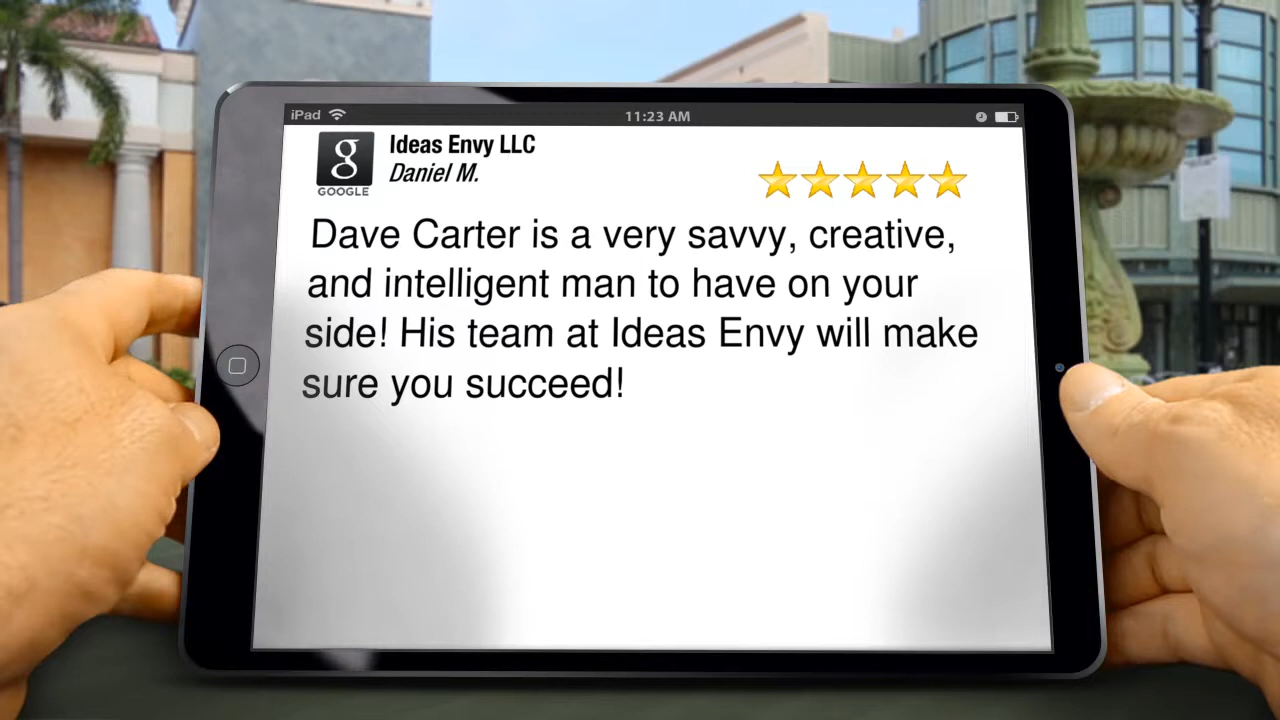 iPad 11:23 AM
g
GOOGLE
Ideas Envy LLC
Daniel M.
Dave Carter is a very savvy, creative,
and intelligent man to have on your
side! His team at Ideas Envy will make
sure you succeed!